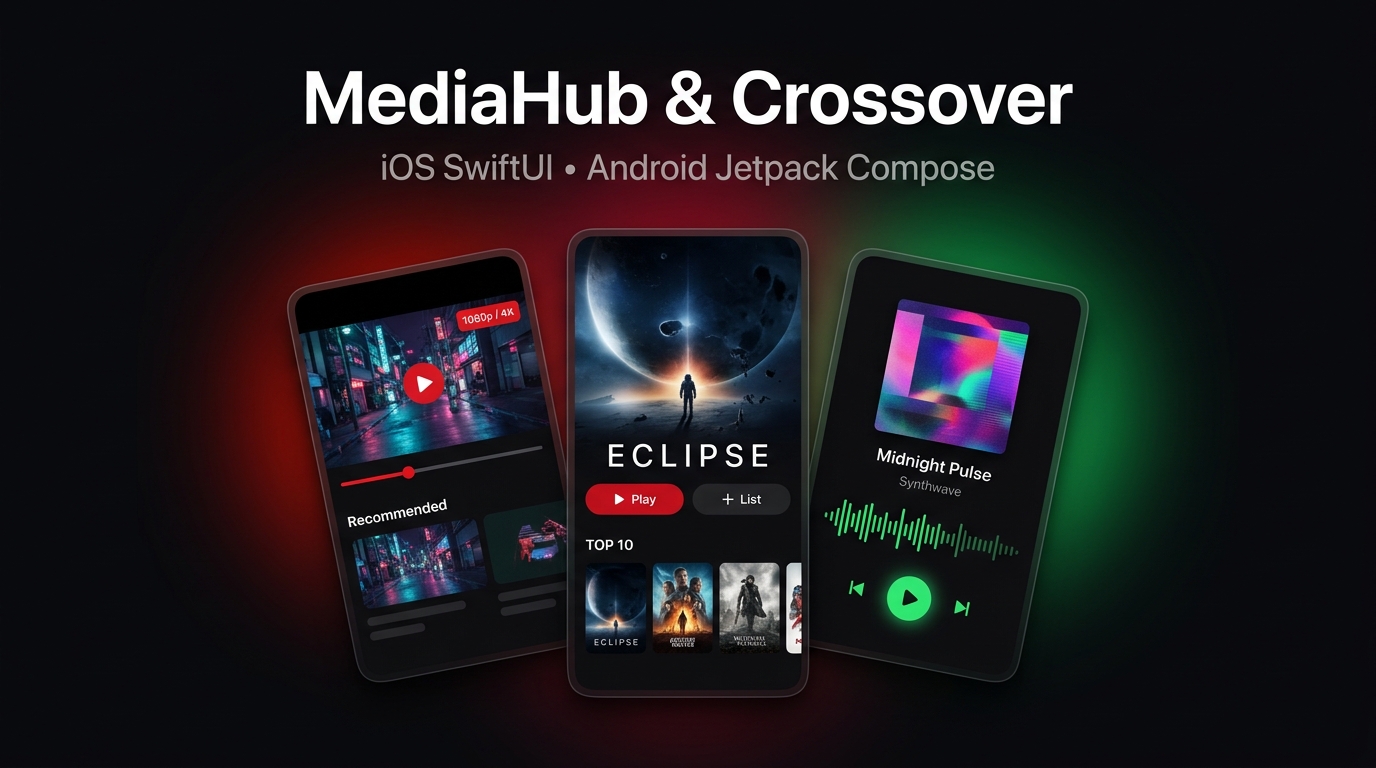 MediaHub & Crossover
iOS SwiftUI • Android Jetpack Compose
1080p / 4K
Recommended
ECLIPSE
Play
+ List
TOP 10
ECLIPSE
Midnight Pulse
Synthwave